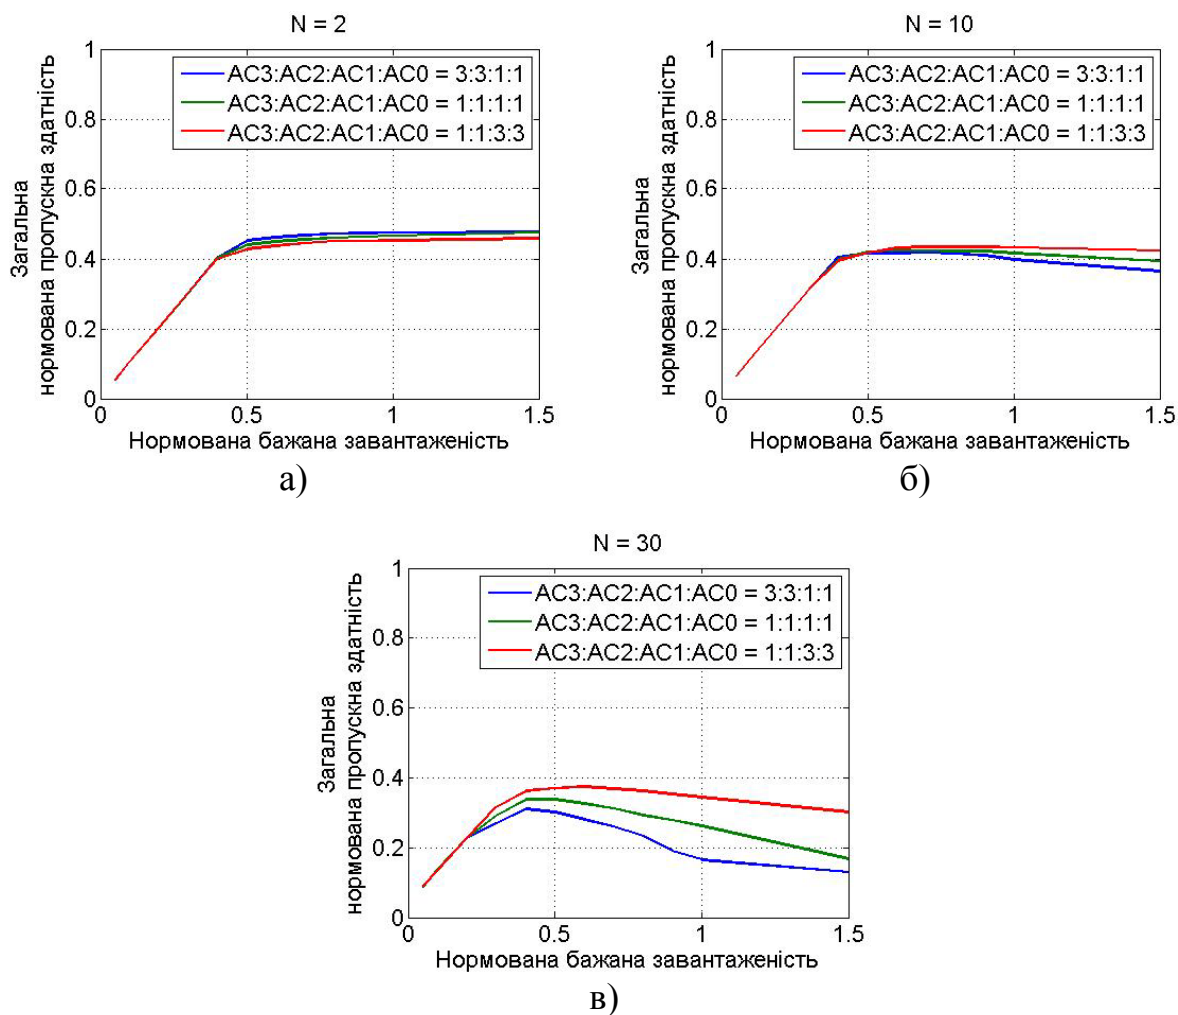 N = 2
1
0.8
0.6
0.4
0.2
0
0
0.5
1
1.5
AC3:AC2:AC1:AC0 = 3:3:1:1
AC3:AC2:AC1:AC0 = 1:1:1:1
AC3:AC2:AC1:AC0 = 1:1:3:3
Загальна
нормована пропускна здатність
Нормована бажана завантаженість
а)
N = 10
1
0.8
0.6
0.4
0.2
0
0
0.5
1
1.5
AC3:AC2:AC1:AC0 = 3:3:1:1
AC3:AC2:AC1:AC0 = 1:1:1:1
AC3:AC2:AC1:AC0 = 1:1:3:3
Загальна
нормована пропускна здатність
Нормована бажана завантаженість
б)
N = 30
1
0.8
0.6
0.4
0.2
0
0
0.5
1
1.5
AC3:AC2:AC1:AC0 = 3:3:1:1
AC3:AC2:AC1:AC0 = 1:1:1:1
AC3:AC2:AC1:AC0 = 1:1:3:3
Загальна
нормована пропускна здатність
Нормована бажана завантаженість
в)